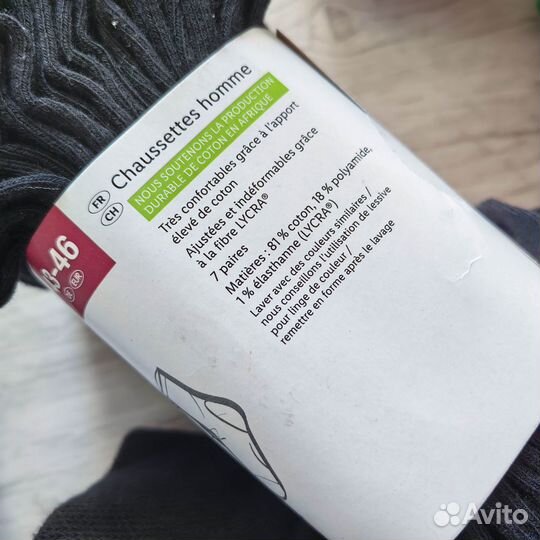 FR
CH
Chaussettes homme
NOUS SOUTENONS LA PRODUCTION
DURABLE DE COTON EN AFRIQUE
Très confortables grâce à l'apport
élevé de coton
Ajustées et indéformables grâce
à la fibre LYCRA®
7 paires
Matières : 81 % coton, 18 % polyamide,
1 % élasthanne (LYCRA®)
Laver avec des couleurs similaires /
nous conseillons l'utilisation de lessive
pour linge de couleur /
remettre en forme après le lavage
3-46
EUR
Avito